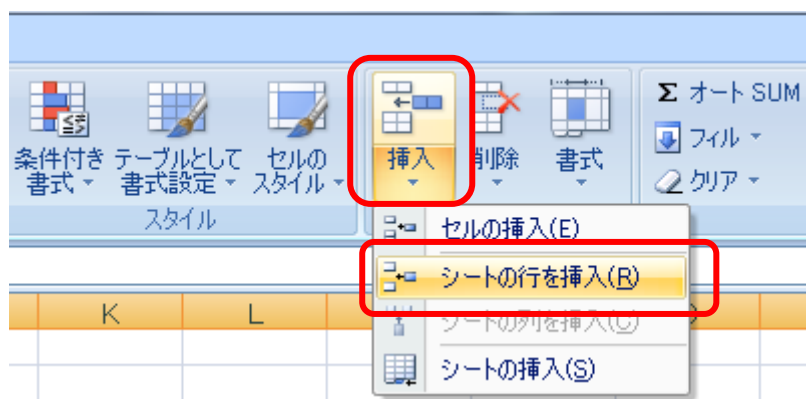 条件付き
書式
テーブルとして
書式設定
セルの
スタイル
挿入
削除
書式
Σ オート SUM
フィル
クリア
スタイル
セルの挿入(E)
シートの行を挿入(R)
シートの列を挿入(C)
シートの挿入(S)
K
L